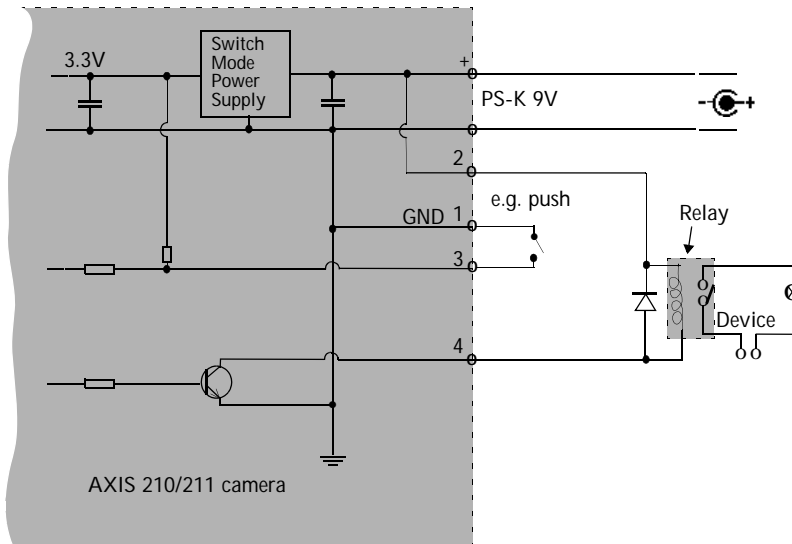 Switch
Mode
Power
Supply
3.3V
+
PS-K 9V
- +
2
e.g. push
GND 1
Relay
3
Device
4
AXIS 210/211 camera